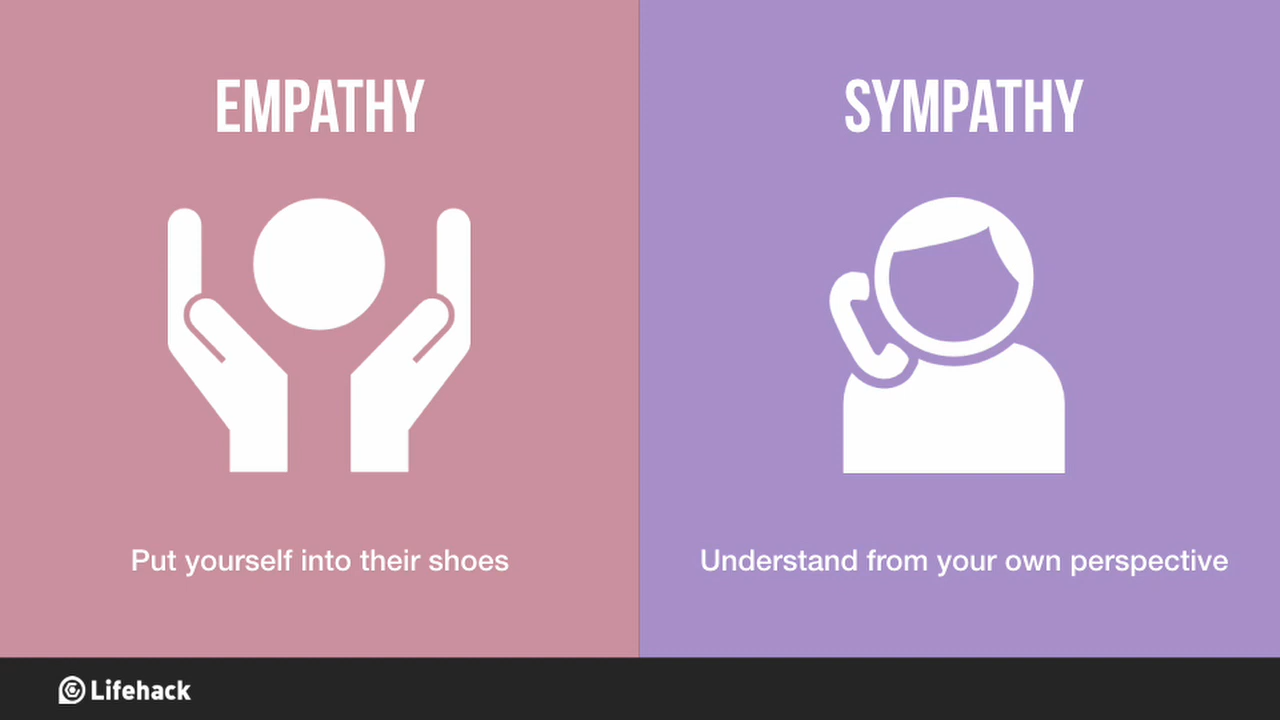 EMPATHY
Put yourself into their shoes
SYMPATHY
Understand from your own perspective
Lifehack